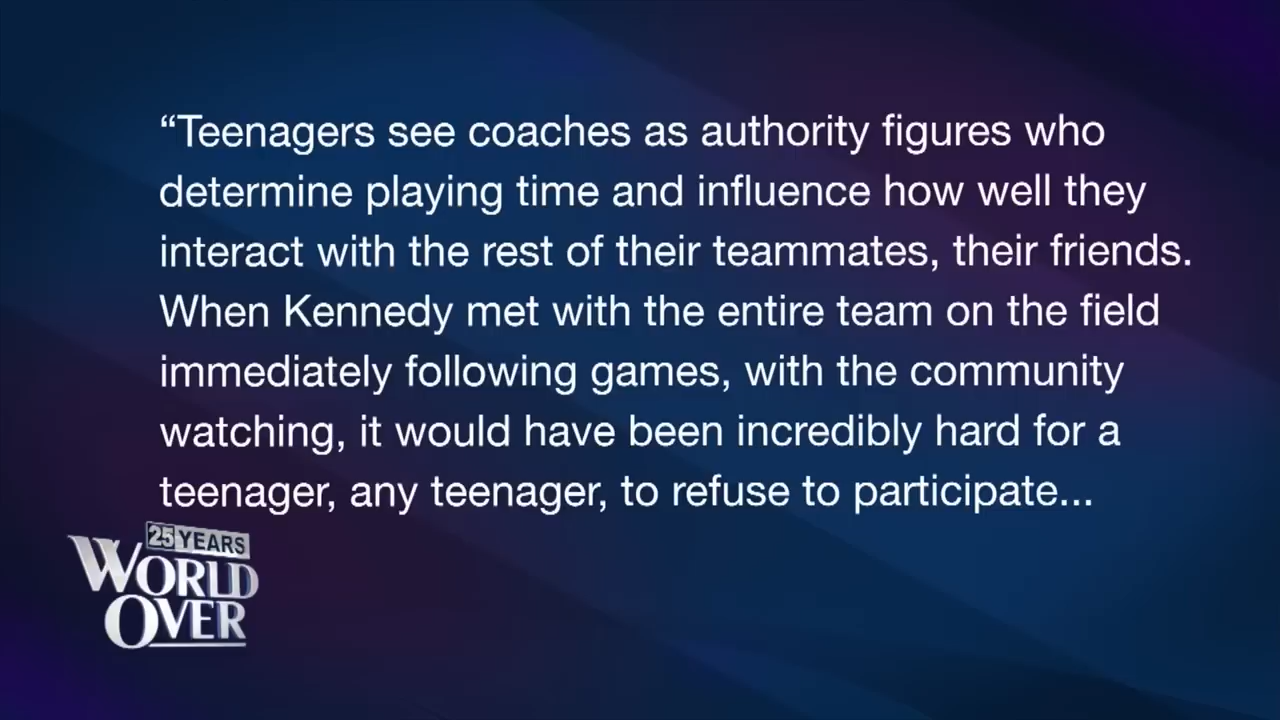 “Teenagers see coaches as authority figures who
determine playing time and influence how well they
interact with the rest of their teammates, their friends.
When Kennedy met with the entire team on the field
immediately following games, with the community
watching, it would have been incredibly hard for a
teenager, any teenager, to refuse to participate...
25 YEARS
WORLD
OVER